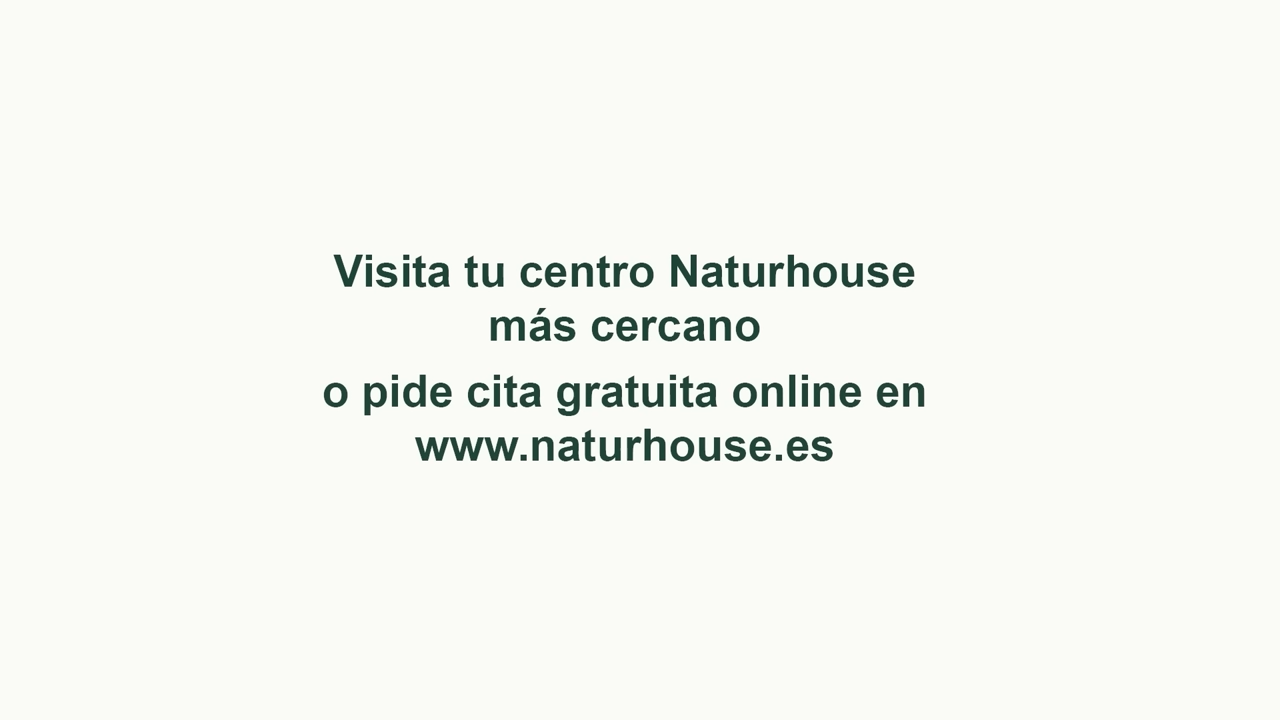 Visita tu centro Naturhouse
más cercano
o pide cita gratuita online en
www.naturhouse.es